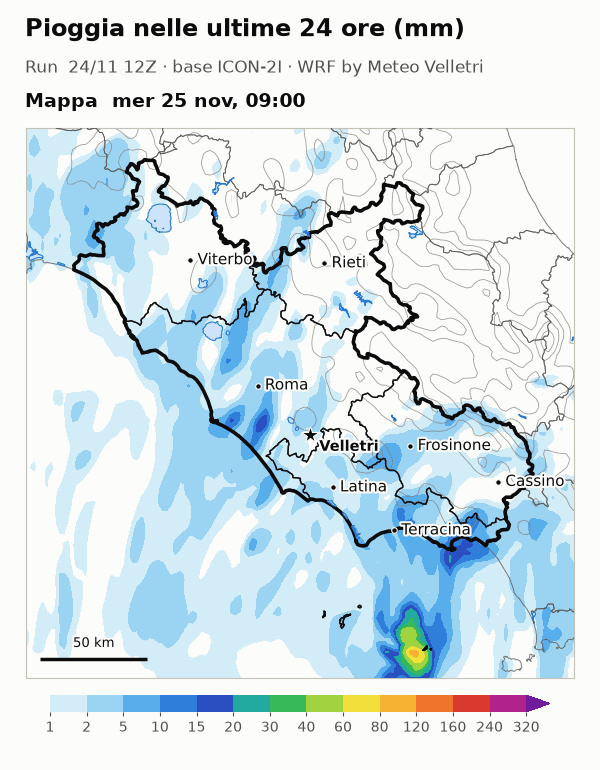 Pioggia nelle ultime 24 ore (mm)
Run  24/11 12Z · base ICON-2I · WRF by Meteo Velletri
Mappa  mer 25 nov, 09:00
Viterbo
Rieti
Roma
Velletri
Frosinone
Latina
Cassino
Terracina
50 km
1 2 5 10 15 20 30 40 60 80 120 160 240 320